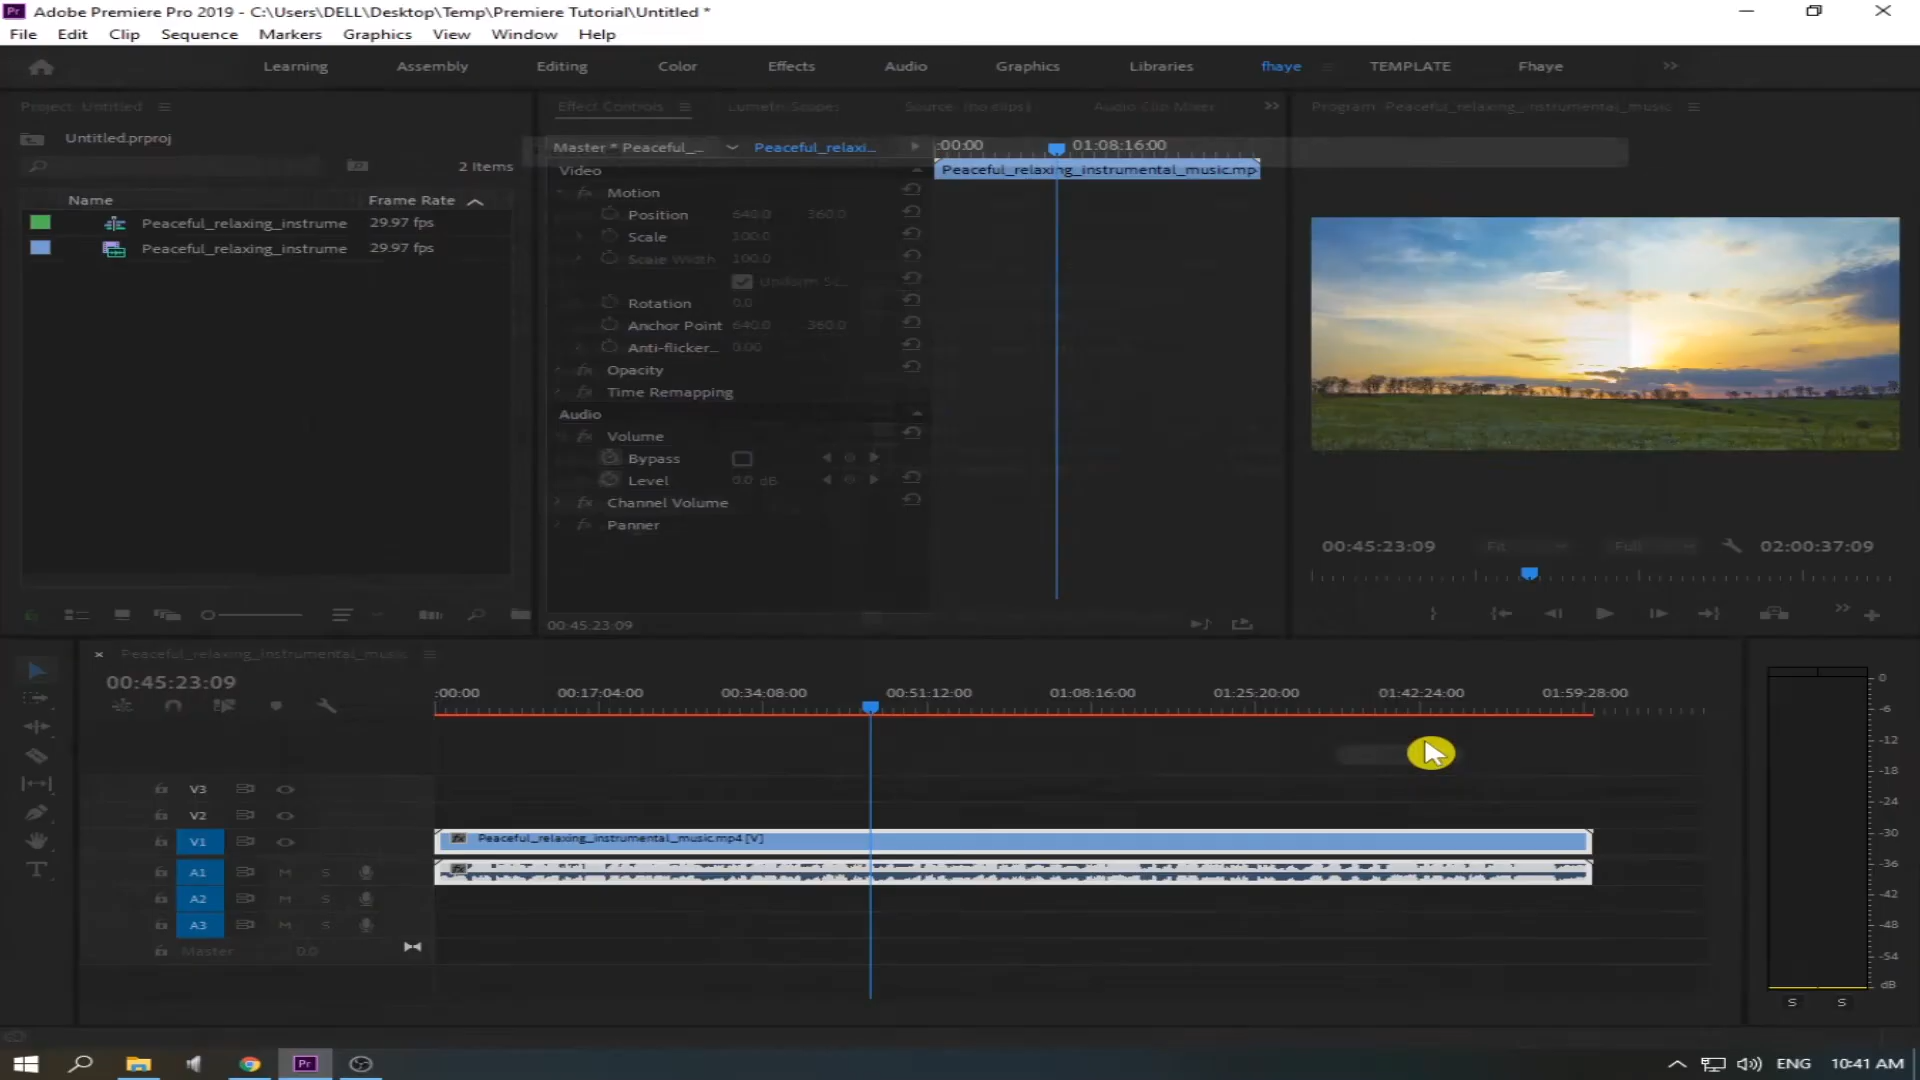 Adobe Premiere Pro 2019 - C:\Users\DELL\Desktop\Temp\Premiere Tutorial\Untitled *
File Edit Clip Sequence Markers Graphics View Window Help
Learning Assembly Editing Color Effects Audio Graphics Libraries fhaye TEMPLATE Fhaye
Project: Untitled
Effect Controls Lumetri Scopes Source: (no clips) Audio Clip Mixer:
Program: Peaceful_relaxing_instrumental_music
Untitled.prproj
2 Items
Name Frame Rate
Peaceful_relaxing_instrume 29.97 fps
Peaceful_relaxing_instrume 29.97 fps
Master * Peaceful_... Peaceful_relaxi... :00:00 01:08:16:00
Video Peaceful_relaxing_instrumental_music.mp
Motion
Position 640.0 360.0
Scale 100.0
Scale Width 100.0
Uniform Sc...
Rotation 0.0
Anchor Point 640.0 360.0
Anti-flicker... 0.00
Opacity
Time Remapping
Audio
Volume
Bypass
Level 0.0 dB
Channel Volume
Panner
00:45:23:09
00:45:23:09 Fit Full 02:00:37:09
Peaceful_relaxing_instrumental_music
00:45:23:09
:00:00 00:17:04:00 00:34:08:00 00:51:12:00 01:08:16:00 01:25:20:00 01:42:24:00 01:59:28:00
V3
V2
V1 Peaceful_relaxing_instrumental_music.mp4 [V]
A1 M S
A2 M S
A3 M S
Master 0.0
0
-6
-12
-18
-24
-30
-36
-42
-48
-54
dB
S S
Pr
ENG 10:41 AM